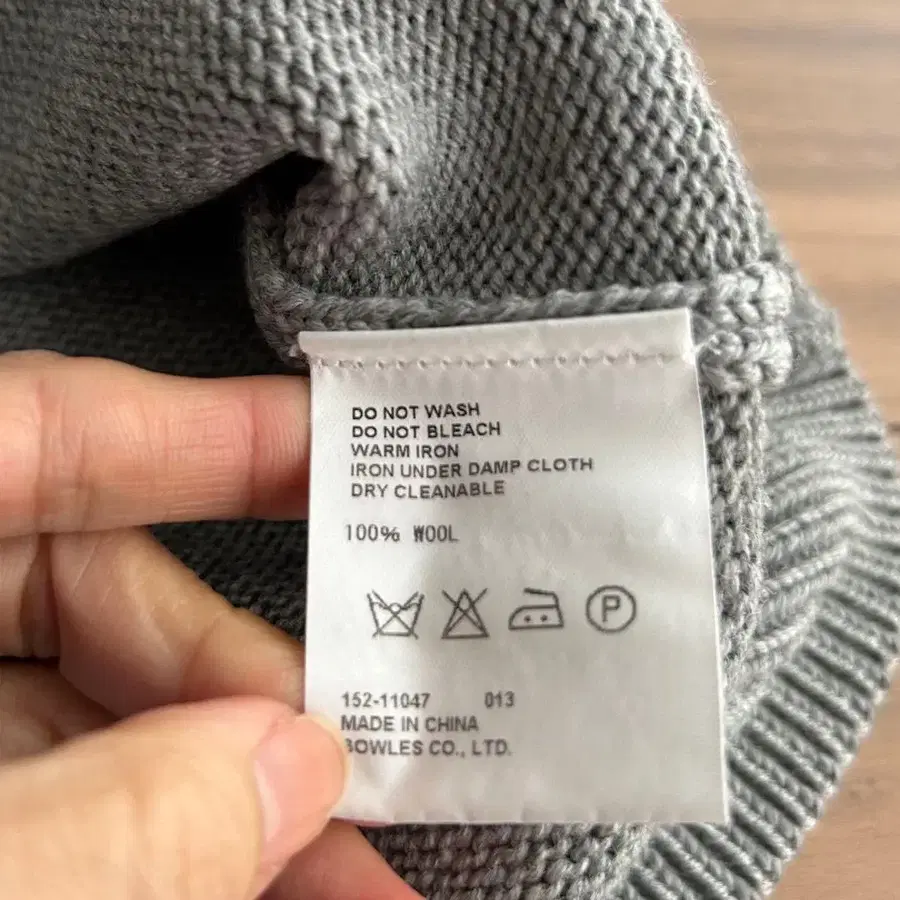 DO NOT WASH
DO NOT BLEACH
WARM IRON
IRON UNDER DAMP CLOTH
DRY CLEANABLE
100% WOOL
P
152-11047 013
MADE IN CHINA
BOWLES CO., LTD.